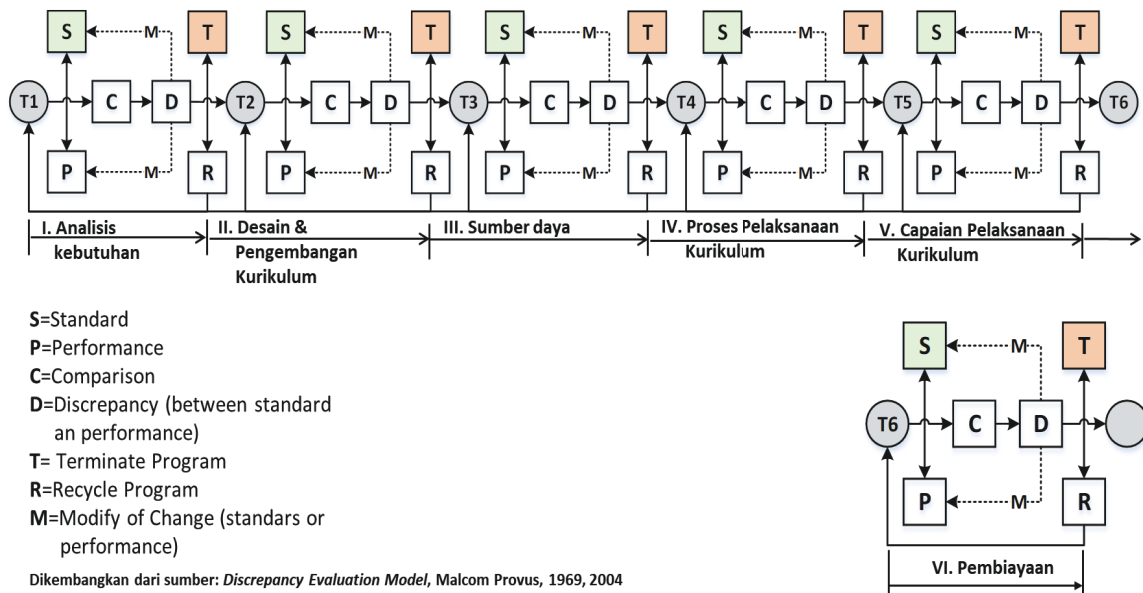 S M T S M T S M T S M T S M T
T1 C D T2 C D T3 C D T4 C D T5 C D T6
P M R P M R P M R P M R P M R
I. Analisis
kebutuhan
II. Desain &
Pengembangan
Kurikulum
III. Sumber daya
IV. Proses Pelaksanaan
Kurikulum
V. Capaian Pelaksanaan
Kurikulum
S=Standard
P=Performance
C=Comparison
D=Discrepancy (between standard
an performance)
T= Terminate Program
R=Recycle Program
M=Modify of Change (standars or
performance)
Dikembangkan dari sumber: Discrepancy Evaluation Model, Malcom Provus, 1969, 2004
S M T
T6 C D
P M R
VI. Pembiayaan